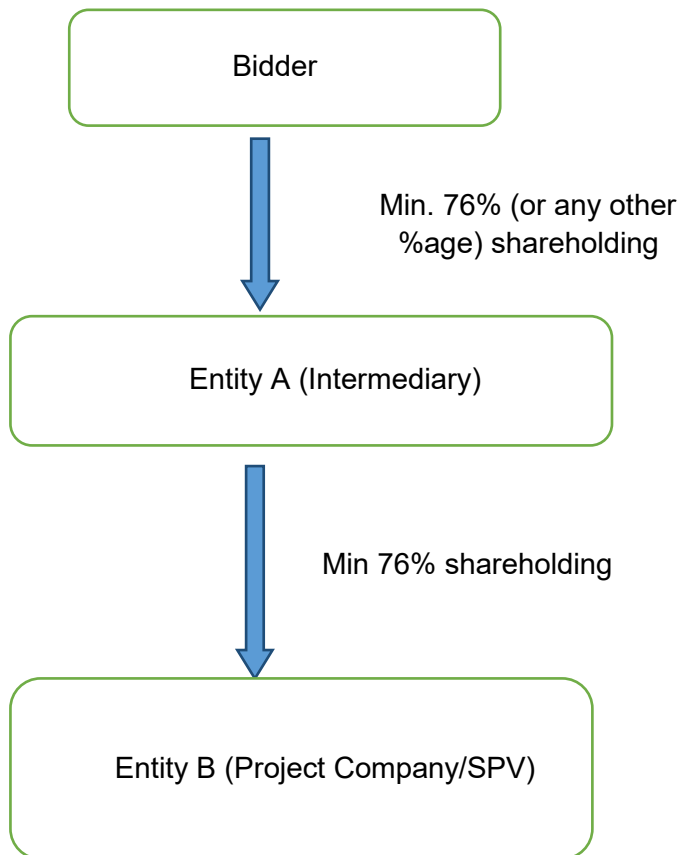 Bidder
Min. 76% (or any other
%age) shareholding
Entity A (Intermediary)
Min 76% shareholding
Entity B (Project Company/SPV)